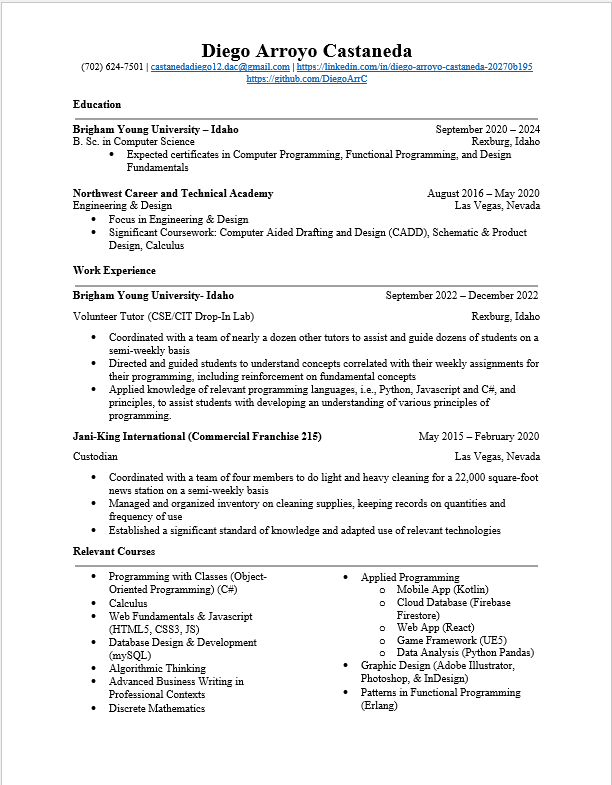 Diego Arroyo Castaneda
(702) 624-7501 | castanedadiego12.dac@gmail.com | https://linkedin.com/in/diego-arroyo-castaneda-20270b195
https://github.com/DiegoArrC
Education
Brigham Young University – Idaho September 2020 – 2024
B. Sc. in Computer Science Rexburg, Idaho
• Expected certificates in Computer Programming, Functional Programming, and Design
Fundamentals
Northwest Career and Technical Academy August 2016 – May 2020
Engineering & Design Las Vegas, Nevada
• Focus in Engineering & Design
• Significant Coursework: Computer Aided Drafting and Design (CADD), Schematic & Product
Design, Calculus
Work Experience
Brigham Young University- Idaho September 2022 – December 2022
Volunteer Tutor (CSE/CIT Drop-In Lab) Rexburg, Idaho
• Coordinated with a team of nearly a dozen other tutors to assist and guide dozens of students on a
semi-weekly basis
• Directed and guided students to understand concepts correlated with their weekly assignments for
their programming, including reinforcement on fundamental concepts
• Applied knowledge of relevant programming languages, i.e., Python, Javascript and C#, and
principles, to assist students with developing an understanding of various principles of
programming.
Jani-King International (Commercial Franchise 215) May 2015 – February 2020
Custodian Las Vegas, Nevada
• Coordinated with a team of four members to do light and heavy cleaning for a 22,000 square-foot
news station on a semi-weekly basis
• Managed and organized inventory on cleaning supplies, keeping records on quantities and
frequency of use
• Established a significant standard of knowledge and adapted use of relevant technologies
Relevant Courses
• Programming with Classes (Object-
Oriented Programming) (C#)
• Calculus
• Web Fundamentals & Javascript
(HTML5, CSS3, JS)
• Database Design & Development
(mySQL)
• Algorithmic Thinking
• Advanced Business Writing in
Professional Contexts
• Discrete Mathematics
• Applied Programming
o Mobile App (Kotlin)
o Cloud Database (Firebase
Firestore)
o Web App (React)
o Game Framework (UE5)
o Data Analysis (Python Pandas)
• Graphic Design (Adobe Illustrator,
Photoshop, & InDesign)
• Patterns in Functional Programming
(Erlang)